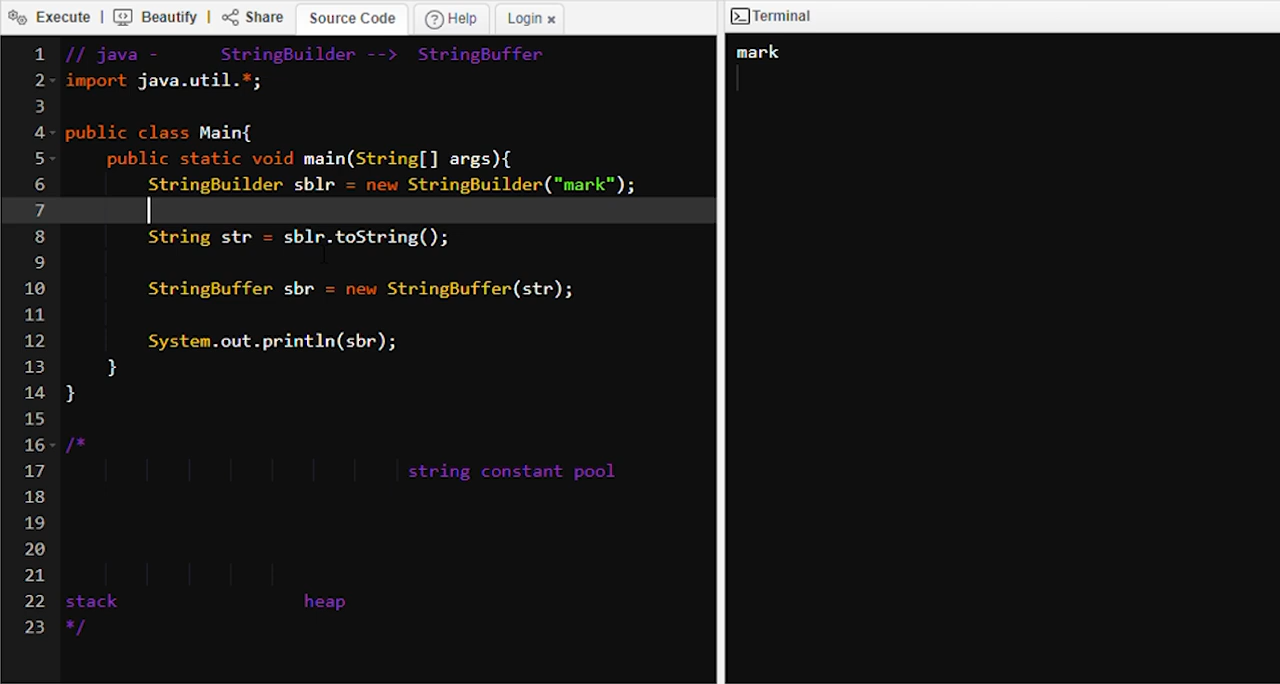 Execute | Beautify | Share Source Code Help Login ×
1 // java - StringBuilder --> StringBuffer
2 import java.util.*;
3
4 public class Main{
5 public static void main(String[] args){
6 StringBuilder sblr = new StringBuilder("mark");
7
8 String str = sblr.toString();
9
10 StringBuffer sbr = new StringBuffer(str);
11
12 System.out.println(sbr);
13 }
14 }
15
16 /*
17 string constant pool
18
19
20
21
22 stack heap
23 */
Terminal
mark